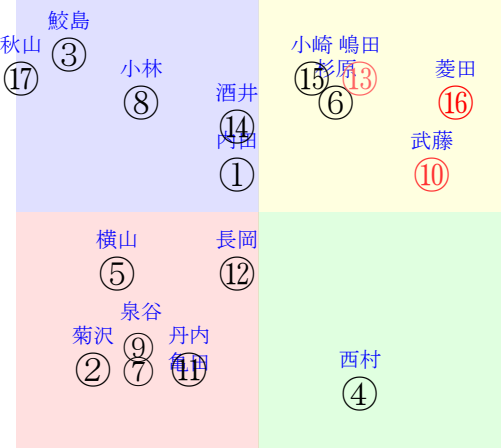 鮫島
③
秋山
⑰
小林
⑧
酒井
⑭
内田
①
小崎
⑮
嶋田
⑬
杉原
⑥
菱田
⑯
武藤
⑩
横山
⑤
長岡
⑫
泉谷
⑨
菊沢
②
⑦
丹内
亀田
⑪
西村
④